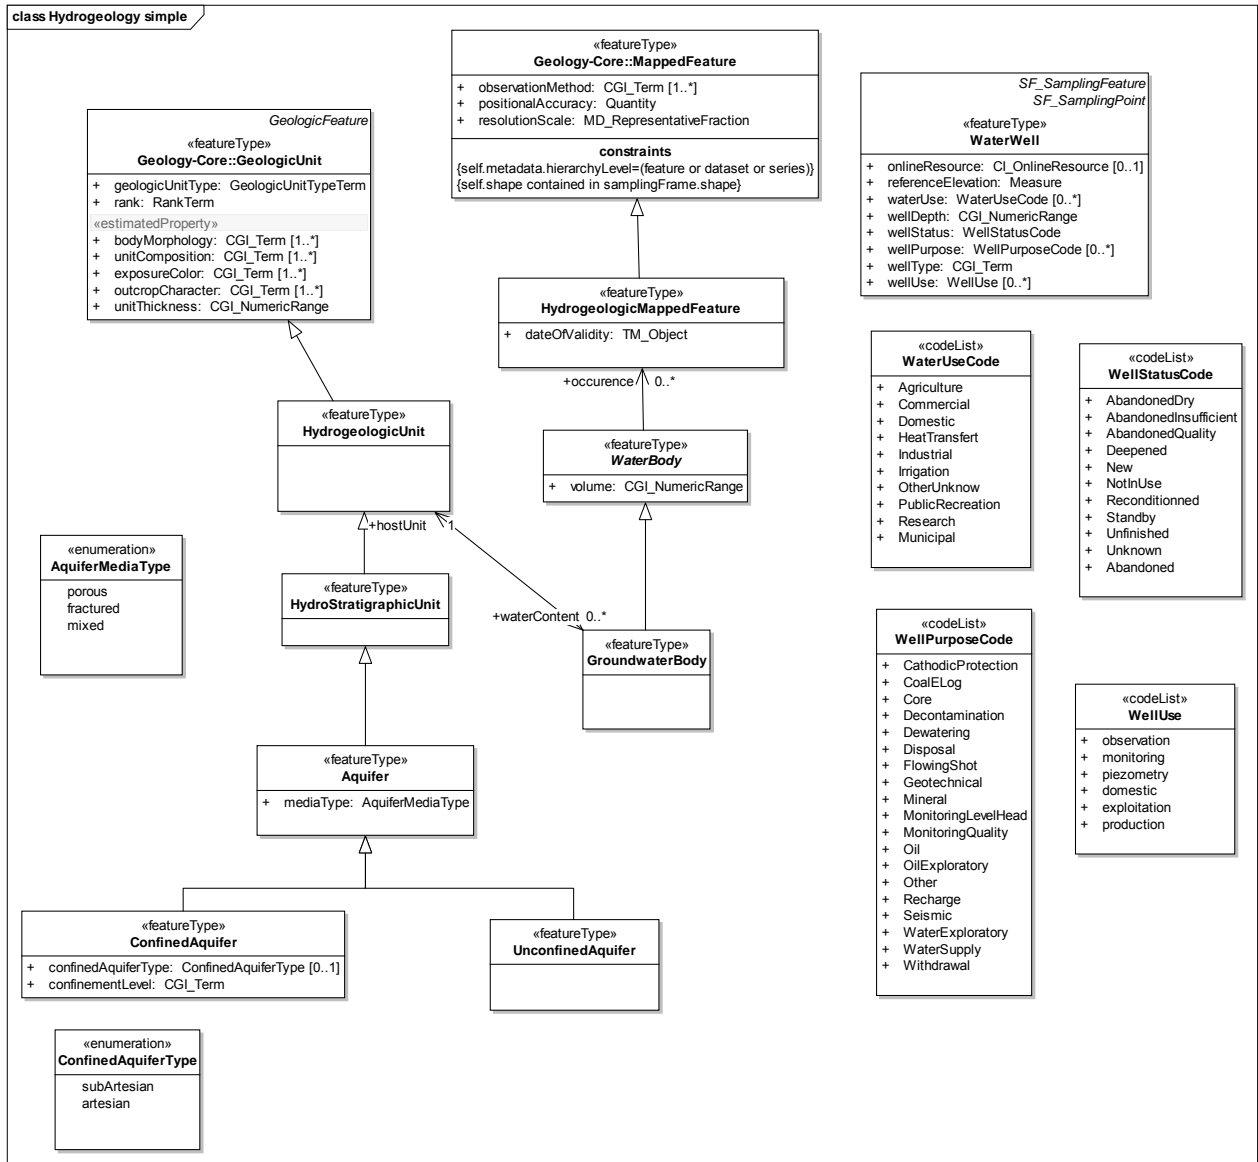 class Hydrogeology simple
«featureType»
Geology-Core::MappedFeature
+ observationMethod: CGI_Term [1..*]
+ positionalAccuracy: Quantity
+ resolutionScale: MD_RepresentativeFraction
constraints
{self.metadata.hierarchyLevel=(feature or dataset or series)}
{self.shape contained in samplingFrame.shape}
SF_SamplingFeature
SF_SamplingPoint
«featureType»
WaterWell
+ onlineResource: CI_OnlineResource [0..1]
+ referenceElevation: Measure
+ waterUse: WaterUseCode [0..*]
+ wellDepth: CGI_NumericRange
+ wellStatus: WellStatusCode
+ wellPurpose: WellPurposeCode [0..*]
+ wellType: CGI_Term
+ wellUse: WellUse [0..*]
GeologicFeature
«featureType»
Geology-Core::GeologicUnit
+ geologicUnitType: GeologicUnitTypeTerm
+ rank: RankTerm
«estimatedProperty»
+ bodyMorphology: CGI_Term [1..*]
+ unitComposition: CGI_Term [1..*]
+ exposureColor: CGI_Term [1..*]
+ outcropCharacter: CGI_Term [1..*]
+ unitThickness: CGI_NumericRange
«featureType»
HydrogeologicMappedFeature
+ dateOfValidity: TM_Object
+occurence 0..*
«codeList»
WaterUseCode
+ Agriculture
+ Commercial
+ Domestic
+ HeatTransfert
+ Industrial
+ Irrigation
+ OtherUnknow
+ PublicRecreation
+ Research
+ Municipal
«codeList»
WellStatusCode
+ AbandonedDry
+ AbandonedInsufficient
+ AbandonedQuality
+ Deepened
+ New
+ NotInUse
+ Reconditionned
+ Standby
+ Unfinished
+ Unknown
+ Abandoned
«featureType»
HydrogeologicUnit
«featureType»
WaterBody
+ volume: CGI_NumericRange
+hostUnit 1
«enumeration»
AquiferMediaType
porous
fractured
mixed
«featureType»
HydroStratigraphicUnit
+waterContent 0..*
«featureType»
GroundwaterBody
«codeList»
WellPurposeCode
+ CathodicProtection
+ CoalELog
+ Core
+ Decontamination
+ Dewatering
+ Disposal
+ FlowingShot
+ Geotechnical
+ Mineral
+ MonitoringLevelHead
+ MonitoringQuality
+ Oil
+ OilExploratory
+ Other
+ Recharge
+ Seismic
+ WaterExploratory
+ WaterSupply
+ Withdrawal
«codeList»
WellUse
+ observation
+ monitoring
+ piezometry
+ domestic
+ exploitation
+ production
«featureType»
Aquifer
+ mediaType: AquiferMediaType
«featureType»
ConfinedAquifer
+ confinedAquiferType: ConfinedAquiferType [0..1]
+ confinementLevel: CGI_Term
«featureType»
UnconfinedAquifer
«enumeration»
ConfinedAquiferType
subArtesian
artesian